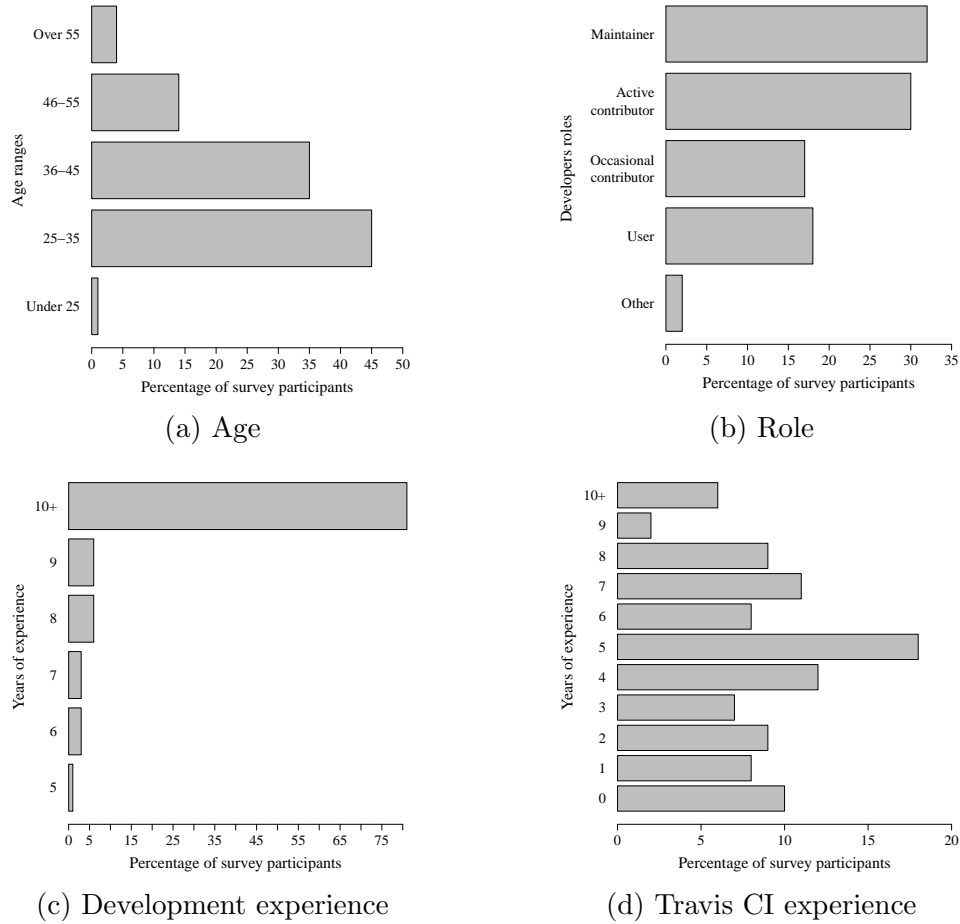 Over 55
46–55
36–45
25–35
Under 25
Age ranges
0 5 10 15 20 25 30 35 40 45 50
Percentage of survey participants
(a) Age
Maintainer
Active
contributor
Occasional
contributor
User
Other
Developers roles
0 5 10 15 20 25 30 35
Percentage of survey participants
(b) Role
10+
9
8
7
6
5
Years of experience
0 5 15 25 35 45 55 65 75
Percentage of survey participants
(c) Development experience
10+
9
8
7
6
5
4
3
2
1
0
Years of experience
0 5 10 15 20
Percentage of survey participants
(d) Travis CI experience